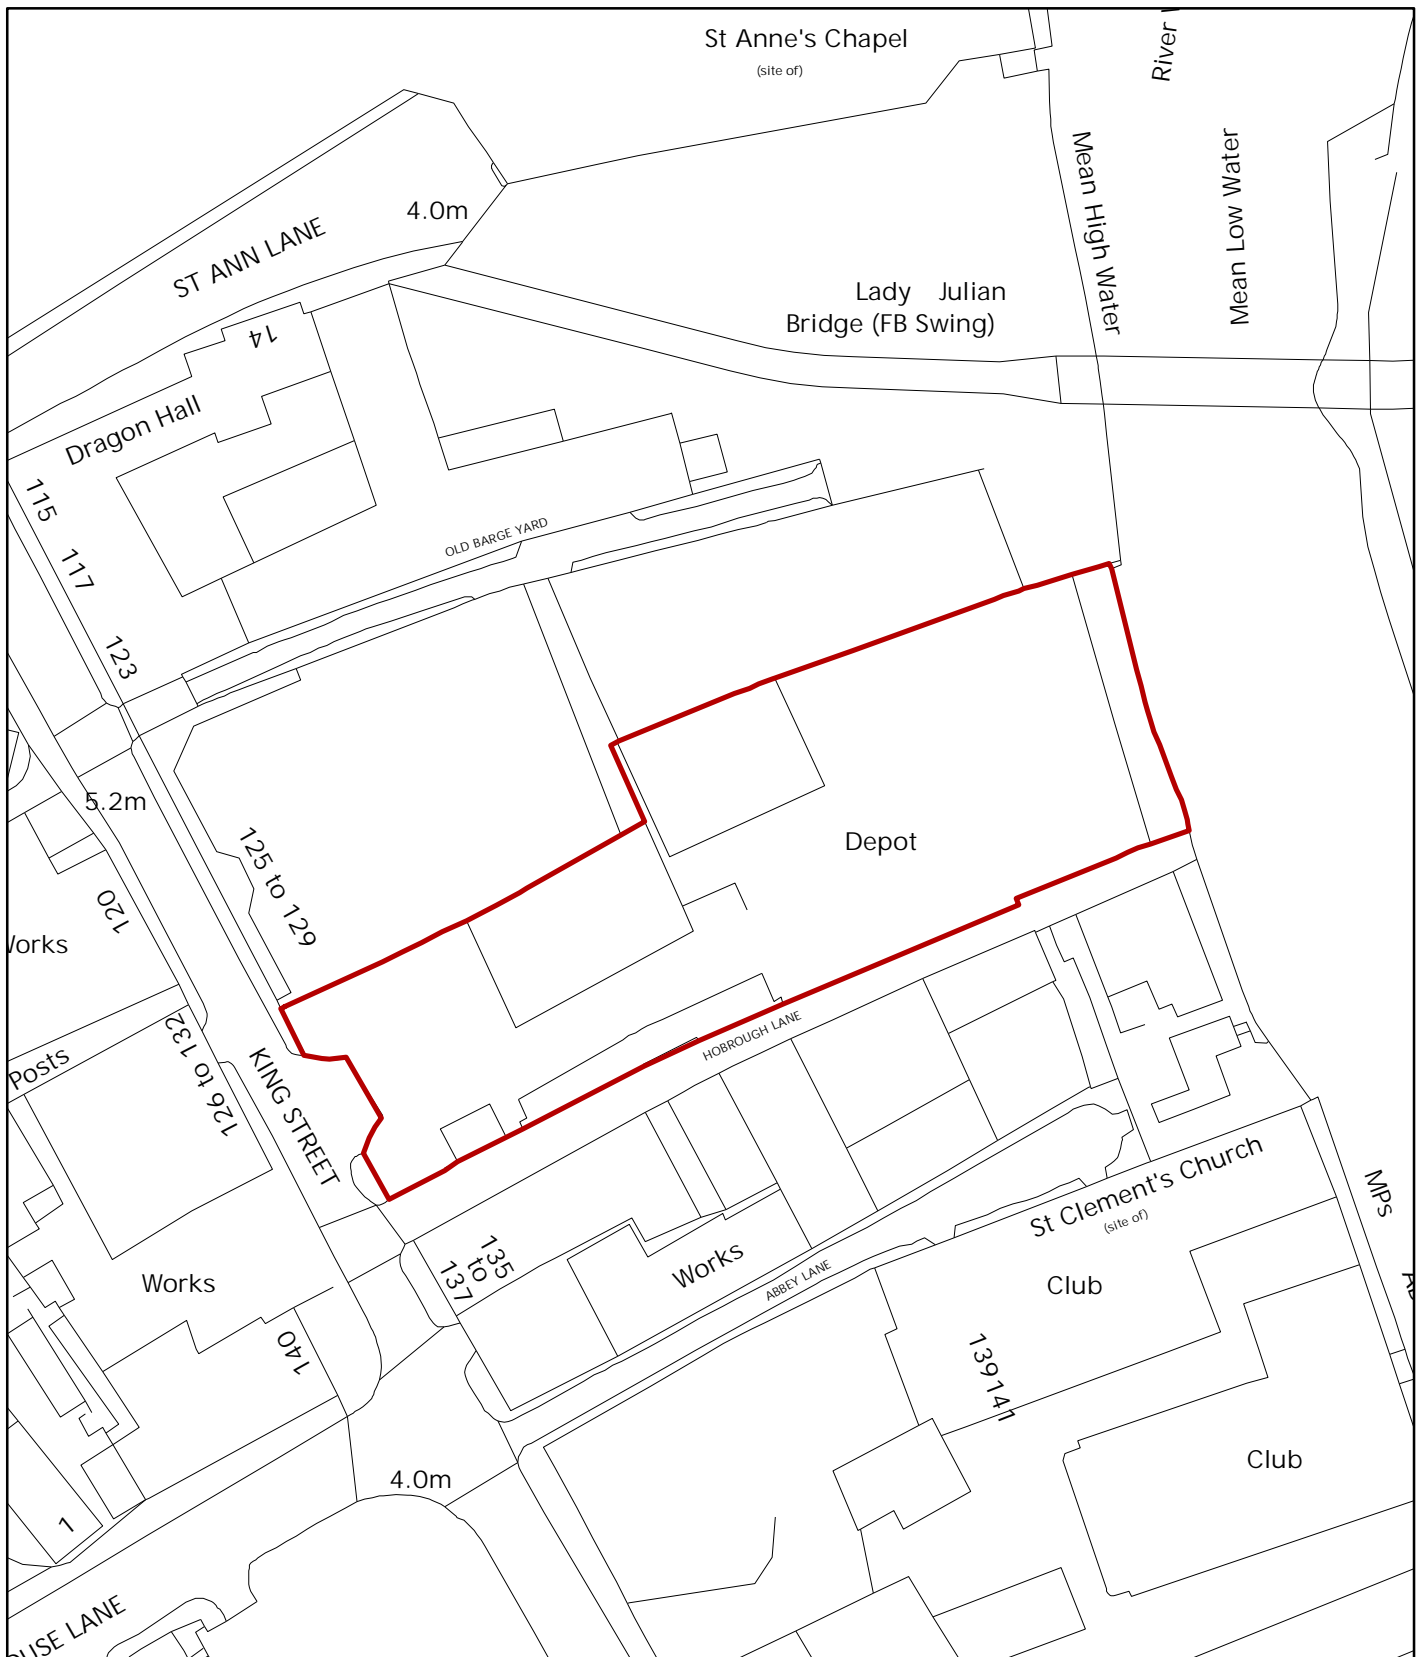 St Anne's Chapel
(site of)
River
Mean High Water
Mean Low Water
4.0m
ST ANN LANE
Lady Julian
Bridge (FB Swing)
14
Dragon Hall
115
117
123
OLD BARGE YARD
5.2m
125 to 129
Depot
120
126 to 132
Posts
KING STREET
HOBROUGH LANE
135
to
137
Works
Works
140
ABBEY LANE
St Clement's Church
(site of)
MPs
Club
139141
Club
4.0m
1
LANE